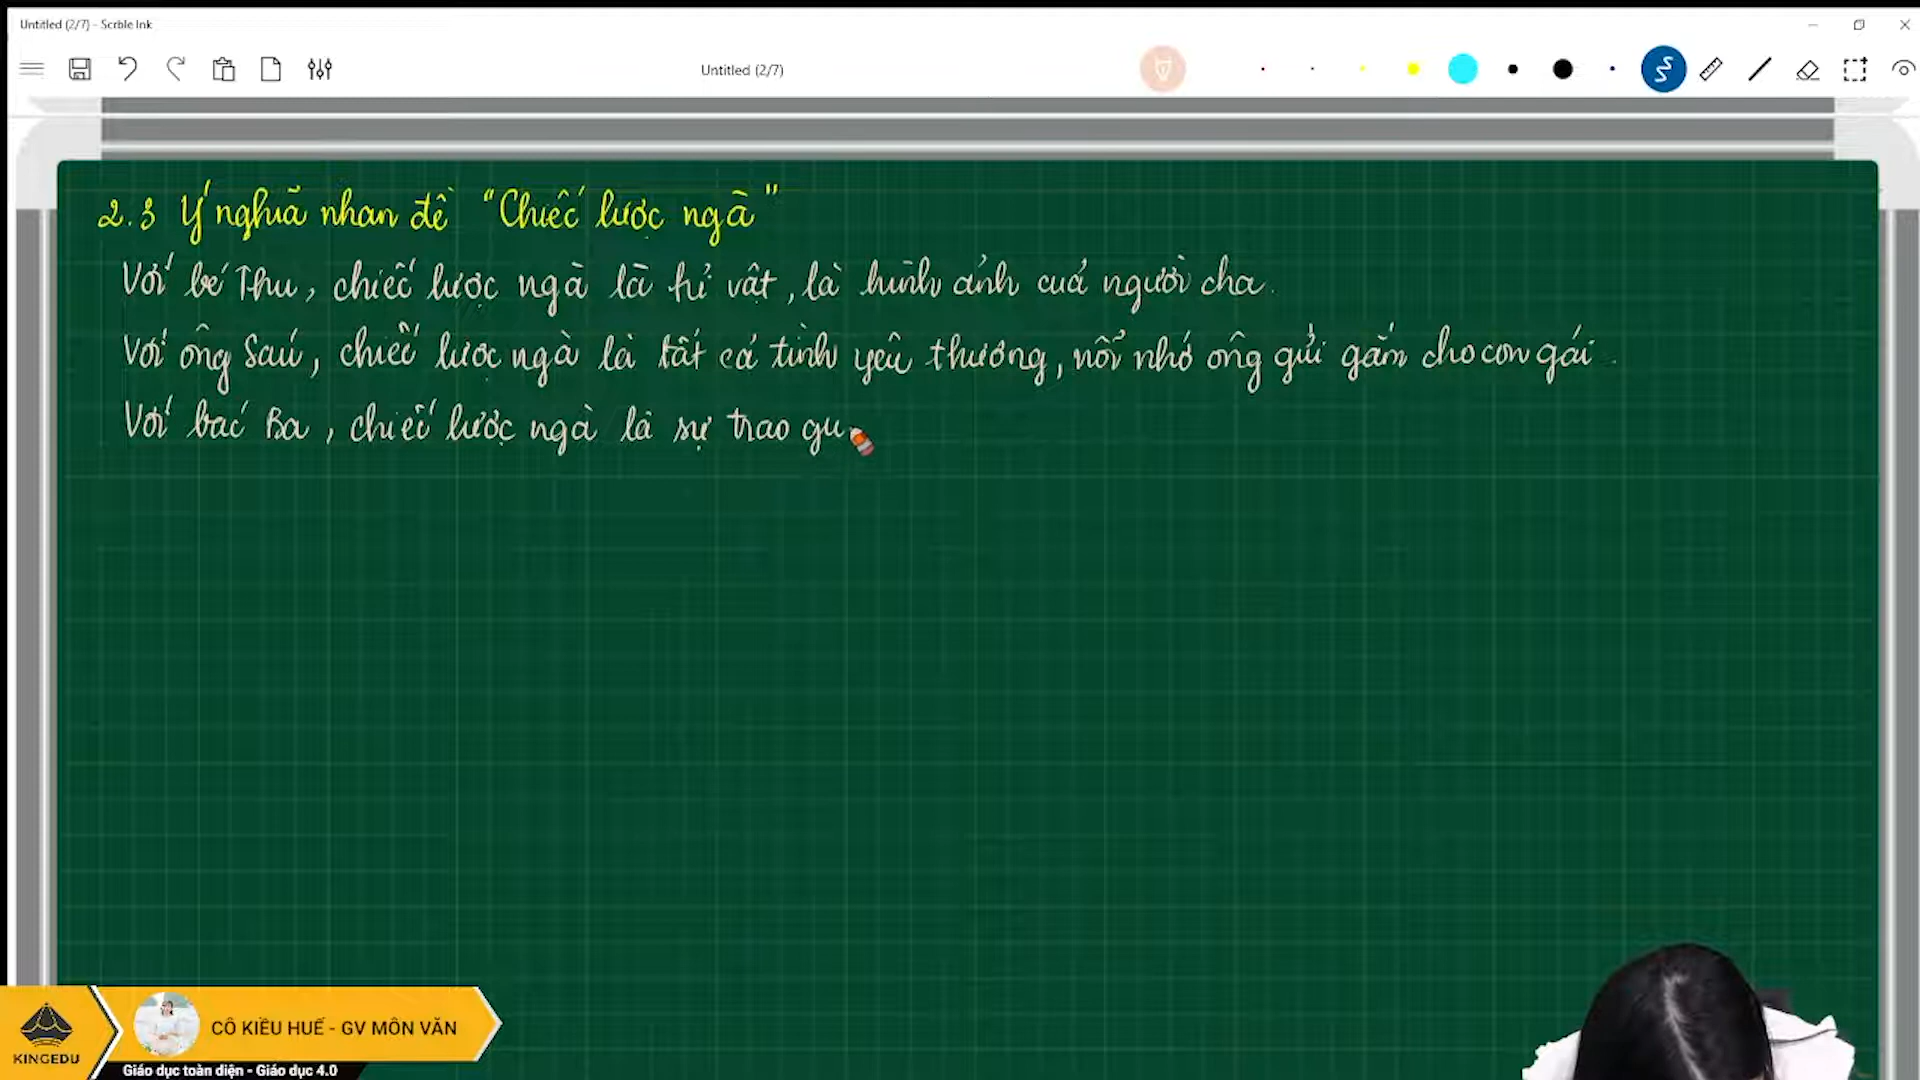 Untitled (2/7) - Scrble Ink
Untitled (2/7)
2.3 Ý nghĩa nhan đề "Chiếc lược ngà"
Với bé Thu, chiếc lược ngà là kỉ vật, là hình ảnh của người cha.
Với ông Sáu, chiếc lược ngà là tất cả tình yêu thương, nỗi nhớ ông gửi gắm cho con gái.
Với bác Ba, chiếc lược ngà là sự trao gu
CÔ KIỀU HUẾ - GV MÔN VĂN
KINGEDU
Giáo dục toàn diện - Giáo dục 4.0